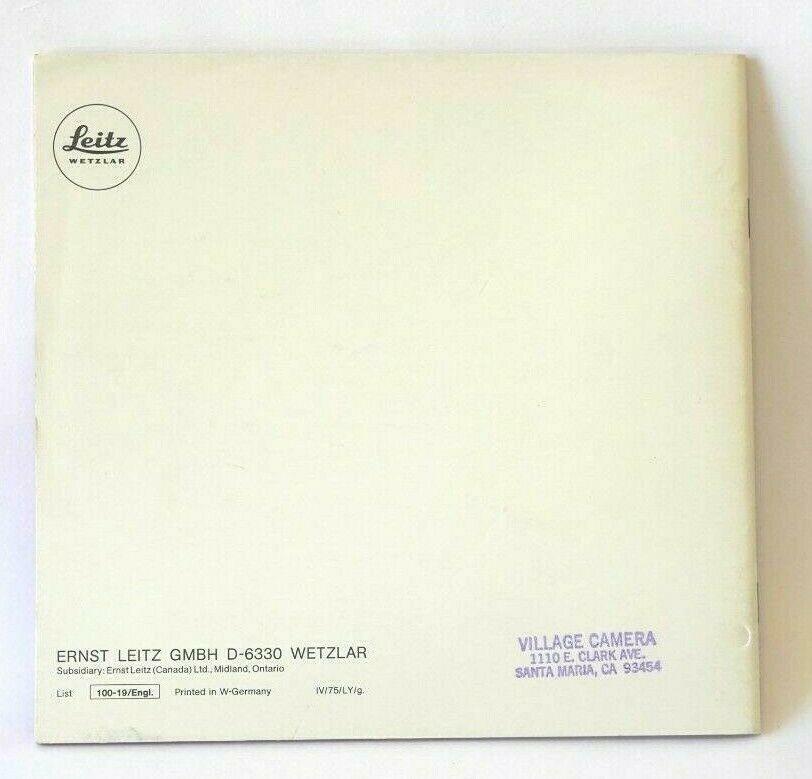 Leitz
WETZLAR
ERNST LEITZ GMBH D-6330 WETZLAR
Subsidiary: Ernst Leitz (Canada) Ltd., Midland, Ontario
List 100-19/Engl. Printed in W-Germany IV/75/LY/g.
VILLAGE CAMERA
1110 E. CLARK AVE.
SANTA MARIA, CA 93454